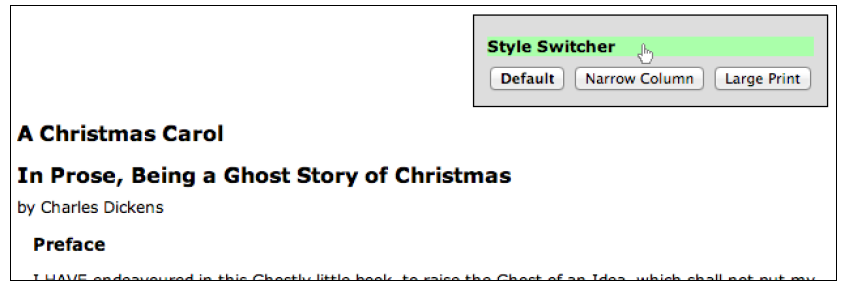 Style Switcher
Default Narrow Column Large Print
A Christmas Carol
In Prose, Being a Ghost Story of Christmas
by Charles Dickens
Preface
I HAVE endeavoured in this Ghostly little book, to raise the Ghost of an Idea, which shall not put my